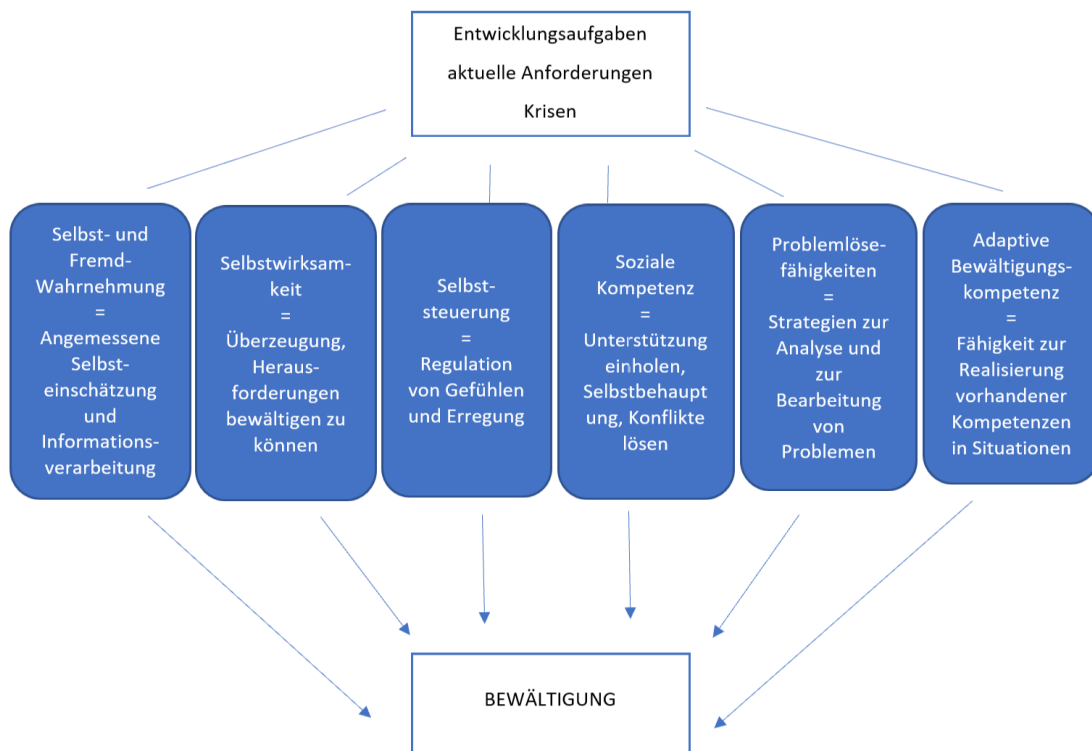 Entwicklungsaufgaben
aktuelle Anforderungen
Krisen
Selbst- und
Fremd-
Wahrnehmung
=
Angemessene
Selbst-
einschätzung
und
Informations-
verarbeitung
Selbstwirksam-
keit
=
Überzeugung,
Heraus-
forderungen
bewältigen zu
können
Selbst-
steuerung
=
Regulation
von Gefühlen
und Erregung
Soziale
Kompetenz
=
Unterstützung
einholen,
Selbstbehaupt
ung, Konflikte
lösen
Problemlöse-
fähigkeiten
=
Strategien zur
Analyse und
zur
Bearbeitung
von
Problemen
Adaptive
Bewältigungs-
kompetenz
=
Fähigkeit zur
Realisierung
vorhandener
Kompetenzen
in Situationen
BEWÄLTIGUNG